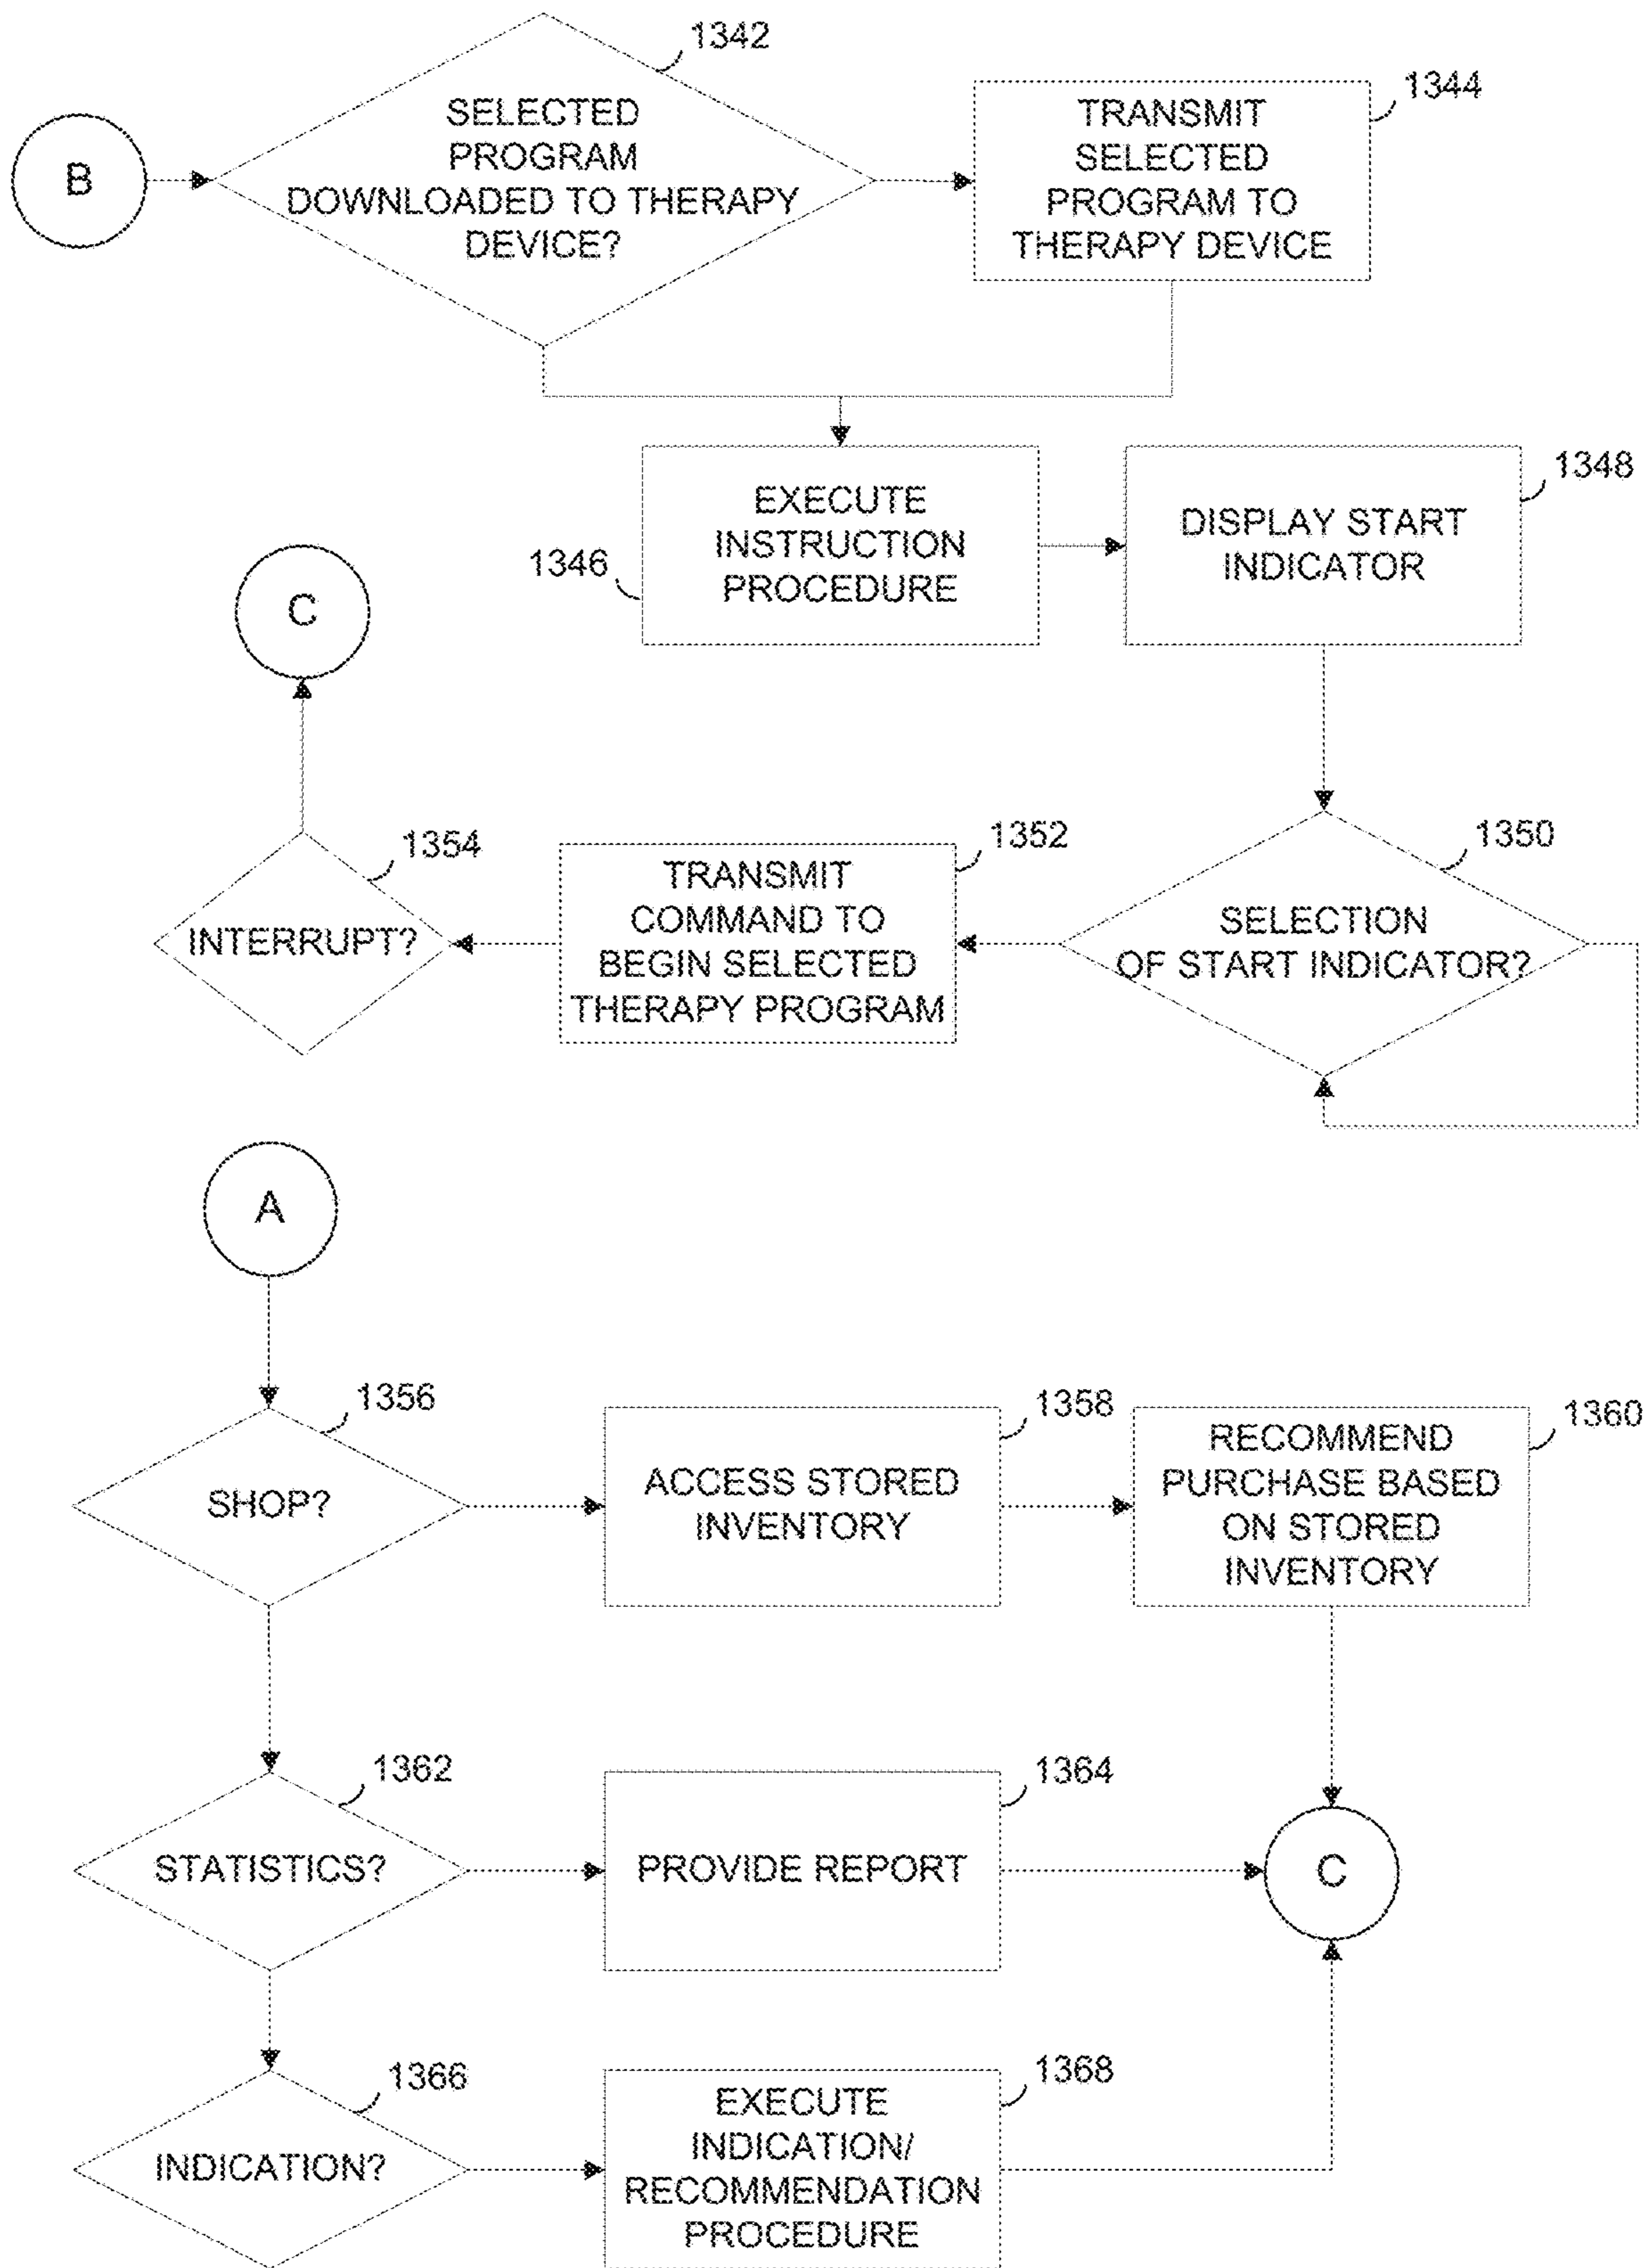 1342
SELECTED
PROGRAM
DOWNLOADED TO THERAPY
DEVICE?
B
1344
TRANSMIT
SELECTED
PROGRAM TO
THERAPY DEVICE
1346
EXECUTE
INSTRUCTION
PROCEDURE
1348
DISPLAY START
INDICATOR
C
1354
INTERRUPT?
1352
TRANSMIT
COMMAND TO
BEGIN SELECTED
THERAPY PROGRAM
1350
SELECTION
OF START INDICATOR?
A
1356
SHOP?
1358
ACCESS STORED
INVENTORY
1360
RECOMMEND
PURCHASE BASED
ON STORED
INVENTORY
1362
STATISTICS?
1364
PROVIDE REPORT
C
1366
INDICATION?
1368
EXECUTE
INDICATION/
RECOMMENDATION
PROCEDURE